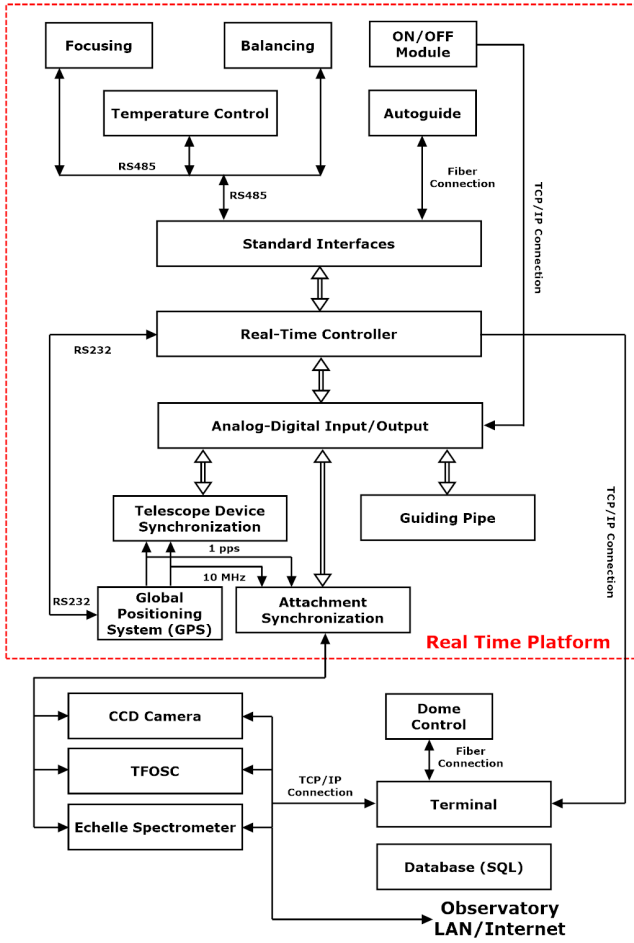 Focusing
Balancing
ON/OFF
Module
Temperature Control
Autoguide
RS485
RS485
Fiber
Connection
TCP/IP Connection
Standard Interfaces
Real-Time Controller
RS232
Analog-Digital Input/Output
TCP/IP Connection
Telescope Device
Synchronization
Guiding Pipe
1 pps
10 MHz
RS232
Global
Positioning
System (GPS)
Attachment
Synchronization
Real Time Platform
CCD Camera
Dome
Control
TFOSC
Fiber
Connection
TCP/IP
Connection
Terminal
Echelle Spectrometer
Database (SQL)
Observatory
LAN/Internet